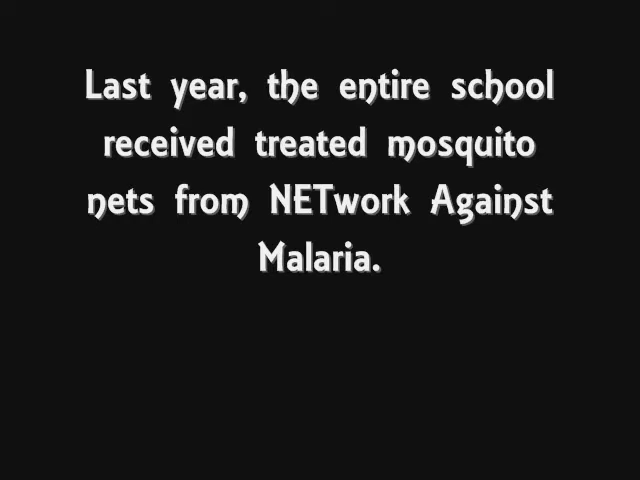 Last year, the entire school
received treated mosquito
nets from NETwork Against
Malaria.